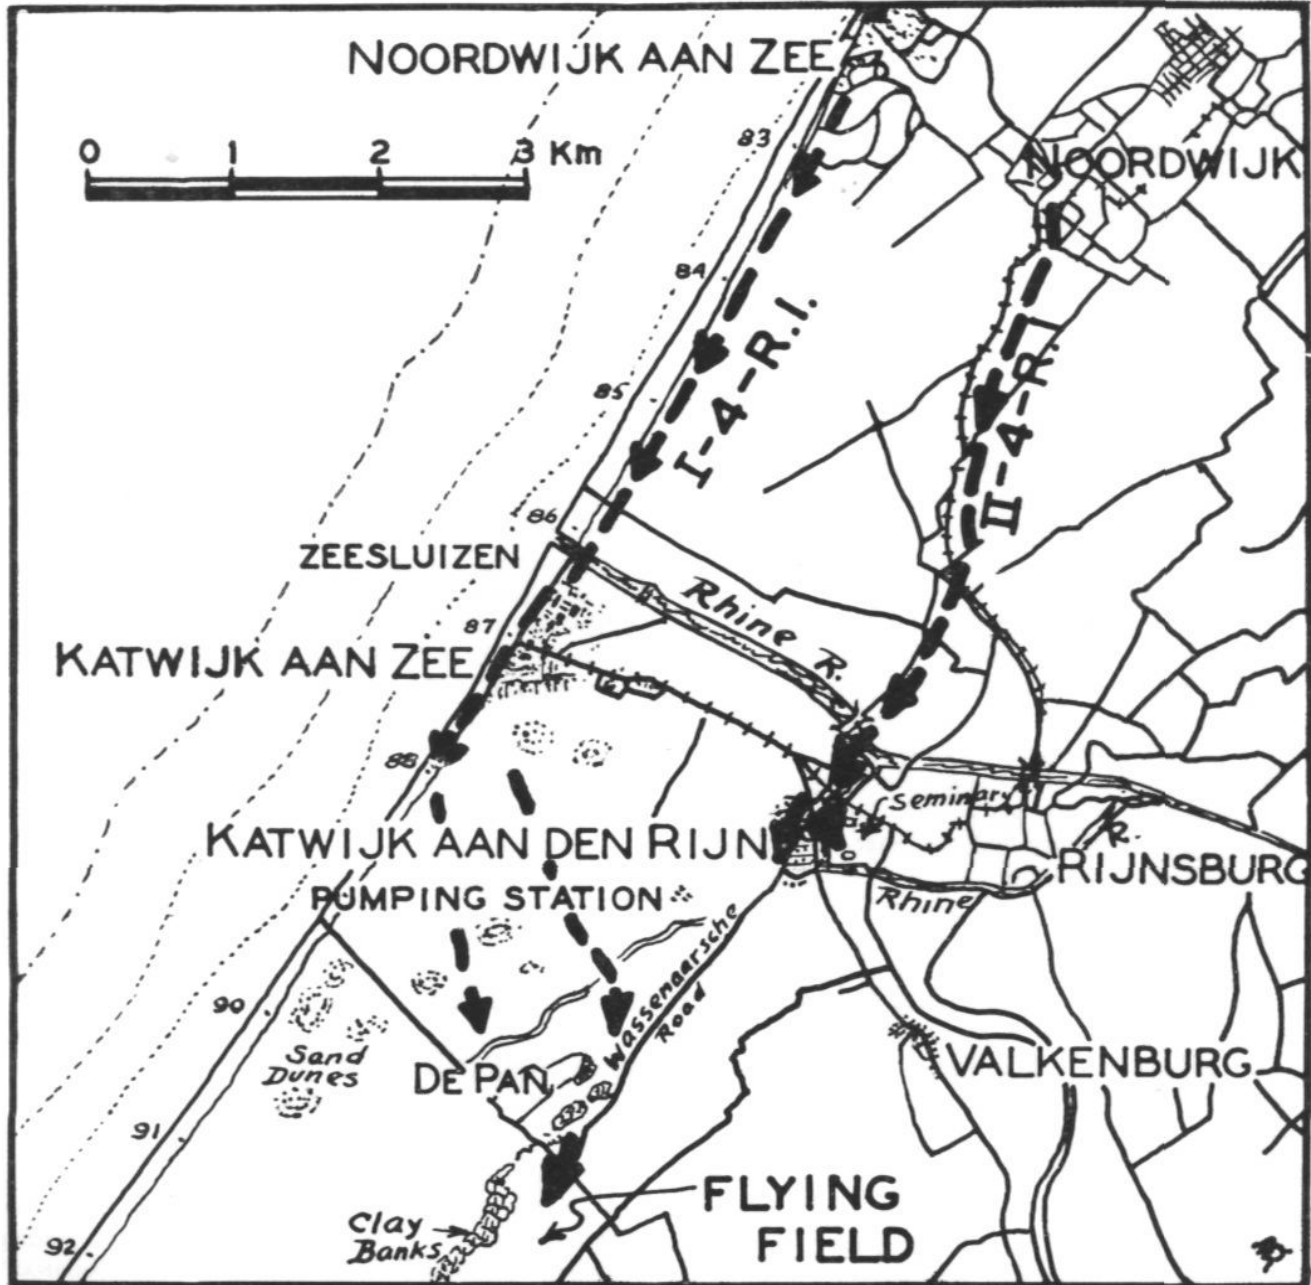 NOORDWIJK AAN ZEE
83
0 1 2 3 Km
NOORDWIJK
84
I-4-R.I.
85
II-4-R.I
86
ZEESLUIZEN
Rhine R.
87
KATWIJK AAN ZEE
88
Seminary
KATWIJK AAN DEN RIJN
R.
RIJNSBURG
PUMPING STATION
Rhine
Wassenaarsche
Road
90
Sand
Dunes
DE PAN
VALKENBURG
91
FLYING
FIELD
Clay
Banks
92